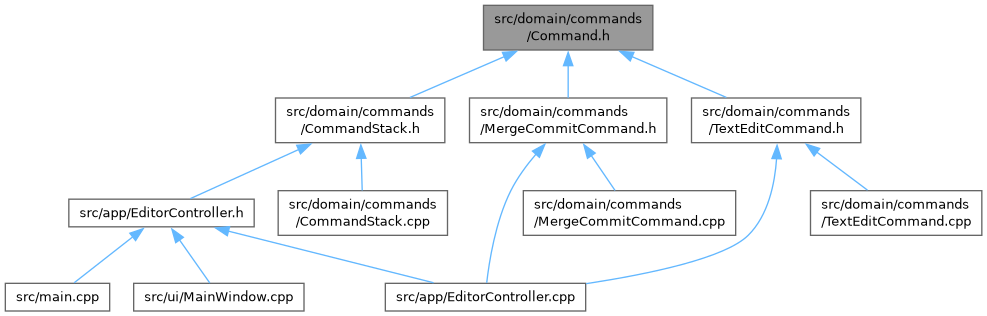 src/domain/commands
/Command.h
src/domain/commands
/CommandStack.h
src/domain/commands
/MergeCommitCommand.h
src/domain/commands
/TextEditCommand.h
src/app/EditorController.h
src/domain/commands
/CommandStack.cpp
src/domain/commands
/MergeCommitCommand.cpp
src/domain/commands
/TextEditCommand.cpp
src/main.cpp
src/ui/MainWindow.cpp
src/app/EditorController.cpp